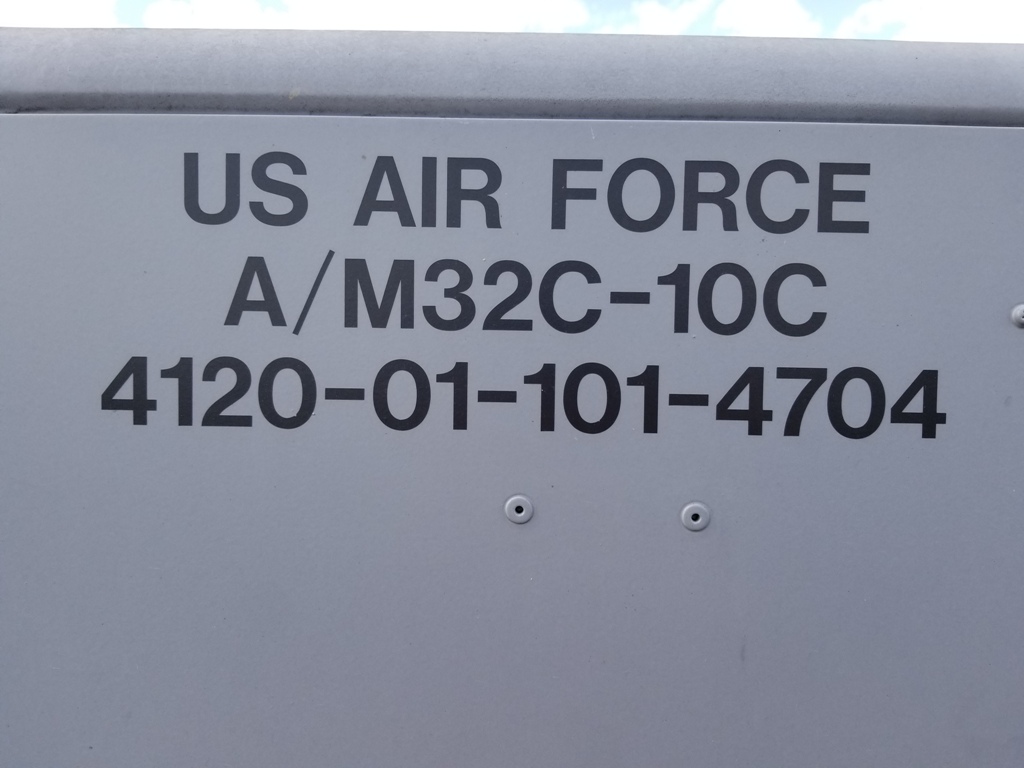 US AIR FORCE
A/M32C-10C
4120-01-101-4704